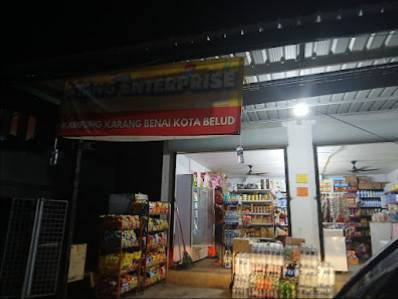 ENTERPRISE
KAMPUNG KARANG BENAI KOTA BELUD